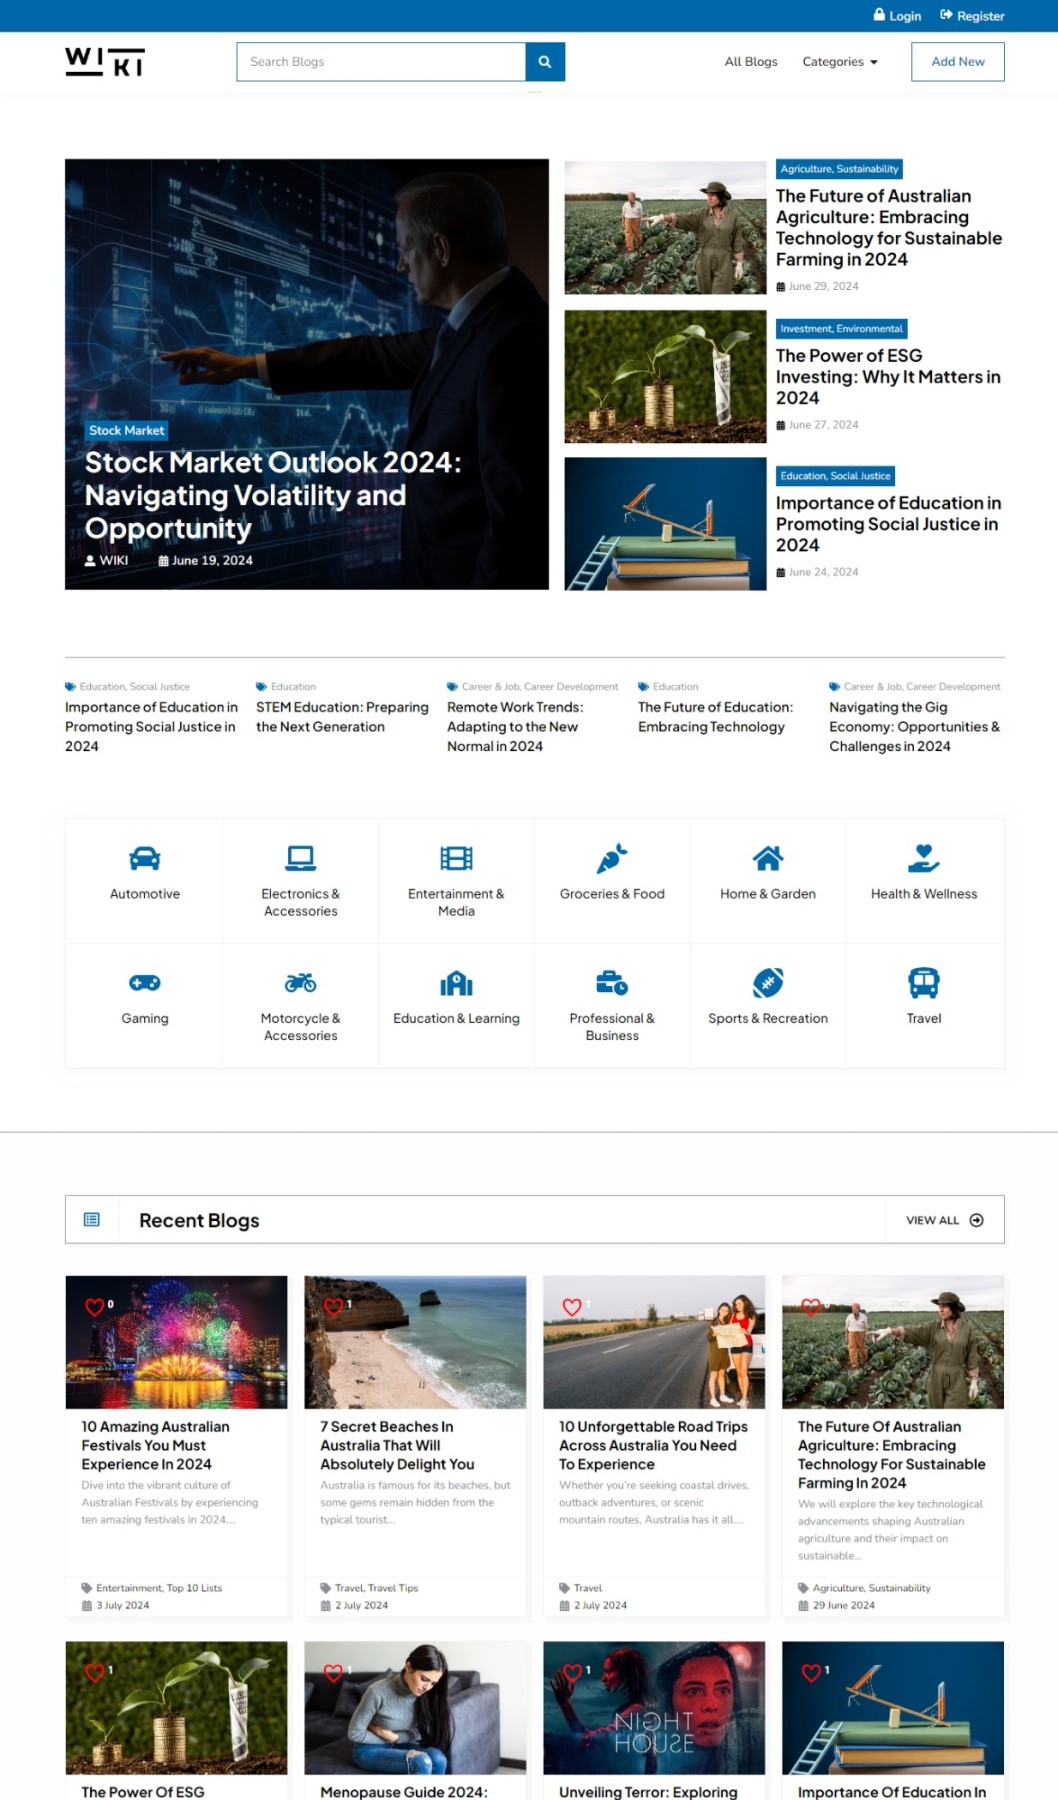 Login Register
WIKI
Search Blogs
All Blogs Categories
Add New
Stock Market
Stock Market Outlook 2024:
Navigating Volatility and
Opportunity
WIKI June 19, 2024
Agriculture, Sustainability
The Future of Australian
Agriculture: Embracing
Technology for Sustainable
Farming in 2024
June 29, 2024
Investment, Environmental
The Power of ESG
Investing: Why It Matters in
2024
June 27, 2024
Education, Social Justice
Importance of Education in
Promoting Social Justice in
2024
June 24, 2024
Education, Social Justice
Importance of Education in
Promoting Social Justice in
2024
Education
STEM Education: Preparing
the Next Generation
Career & Job, Career Development
Remote Work Trends:
Adapting to the New
Normal in 2024
Education
The Future of Education:
Embracing Technology
Career & Job, Career Development
Navigating the Gig
Economy: Opportunities &
Challenges in 2024
Automotive
Electronics &
Accessories
Entertainment &
Media
Groceries & Food
Home & Garden
Health & Wellness
Gaming
Motorcycle &
Accessories
Education & Learning
Professional &
Business
Sports & Recreation
Travel
Recent Blogs
VIEW ALL
0
10 Amazing Australian
Festivals You Must
Experience In 2024
Dive into the vibrant culture of
Australian Festivals by experiencing
ten amazing festivals in 2024....
Entertainment, Top 10 Lists
3 July 2024
1
7 Secret Beaches In
Australia That Will
Absolutely Delight You
Australia is famous for its beaches, but
some gems remain hidden from the
typical tourist...
Travel, Travel Tips
2 July 2024
1
10 Unforgettable Road Trips
Across Australia You Need
To Experience
Whether you're seeking coastal drives,
outback adventures, or scenic
mountain routes, Australia has it all....
Travel
2 July 2024
The Future Of Australian
Agriculture: Embracing
Technology For Sustainable
Farming In 2024
We will explore the key technological
advancements shaping Australian
agriculture and their impact on
sustainable...
Agriculture, Sustainability
29 June 2024
1
The Power Of ESG
1
Menopause Guide 2024:
1
NIGHT
HOUSE
Unveiling Terror: Exploring
1
Importance Of Education In